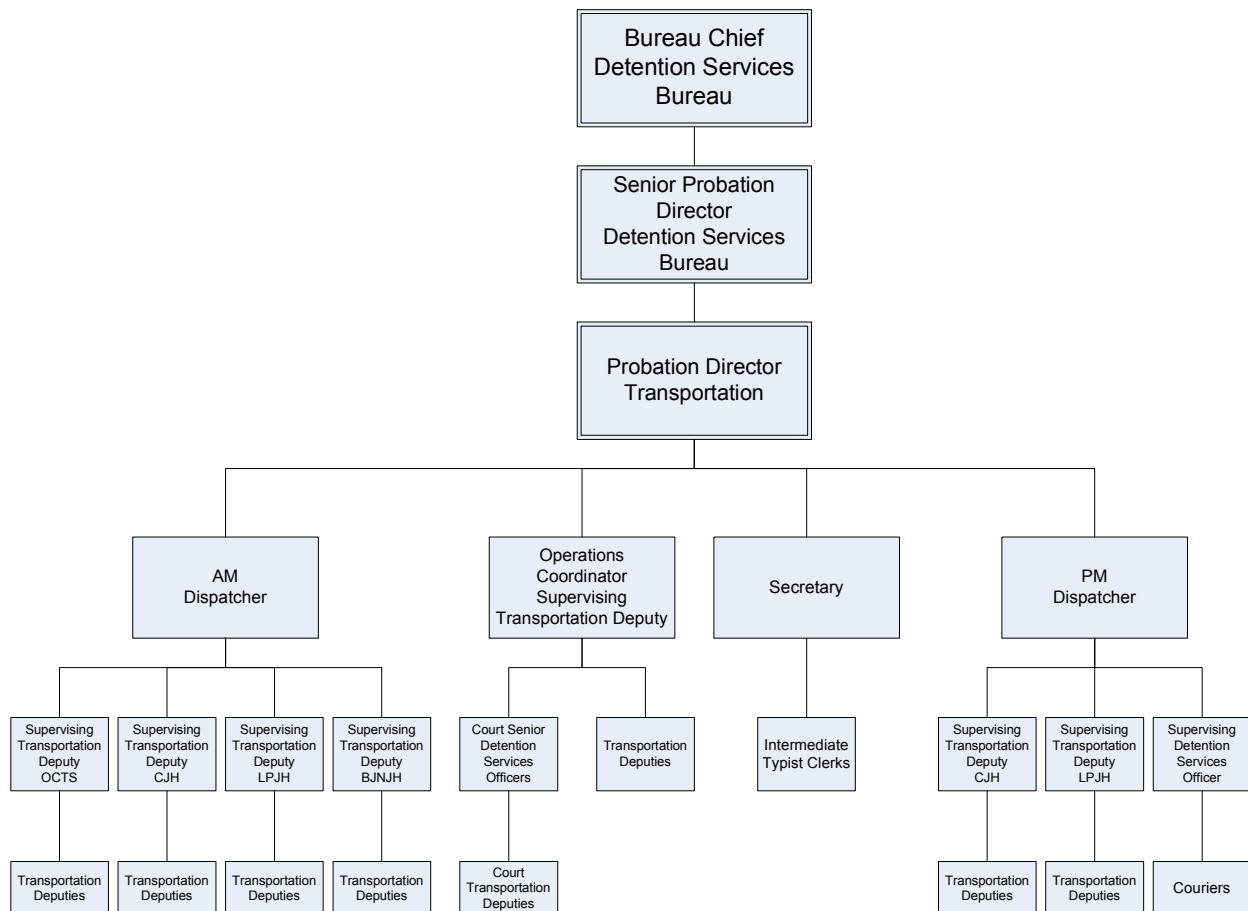 Bureau Chief
Detention Services
Bureau
Senior Probation
Director
Detention Services
Bureau
Probation Director
Transportation
AM
Dispatcher
Operations
Coordinator
Supervising
Transportation Deputy
Secretary
PM
Dispatcher
Supervising
Transportation
Deputy
OCTS
Supervising
Transportation
Deputy
CJH
Supervising
Transportation
Deputy
LPJH
Supervising
Transportation
Deputy
BJNJH
Court Senior
Detention
Services
Officers
Transportation
Deputies
Intermediate
Typist Clerks
Supervising
Transportation
Deputy
CJH
Supervising
Transportation
Deputy
LPJH
Supervising
Detention
Services
Officer
Transportation
Deputies
Transportation
Deputies
Transportation
Deputies
Transportation
Deputies
Court
Transportation
Deputies
Transportation
Deputies
Transportation
Deputies
Couriers